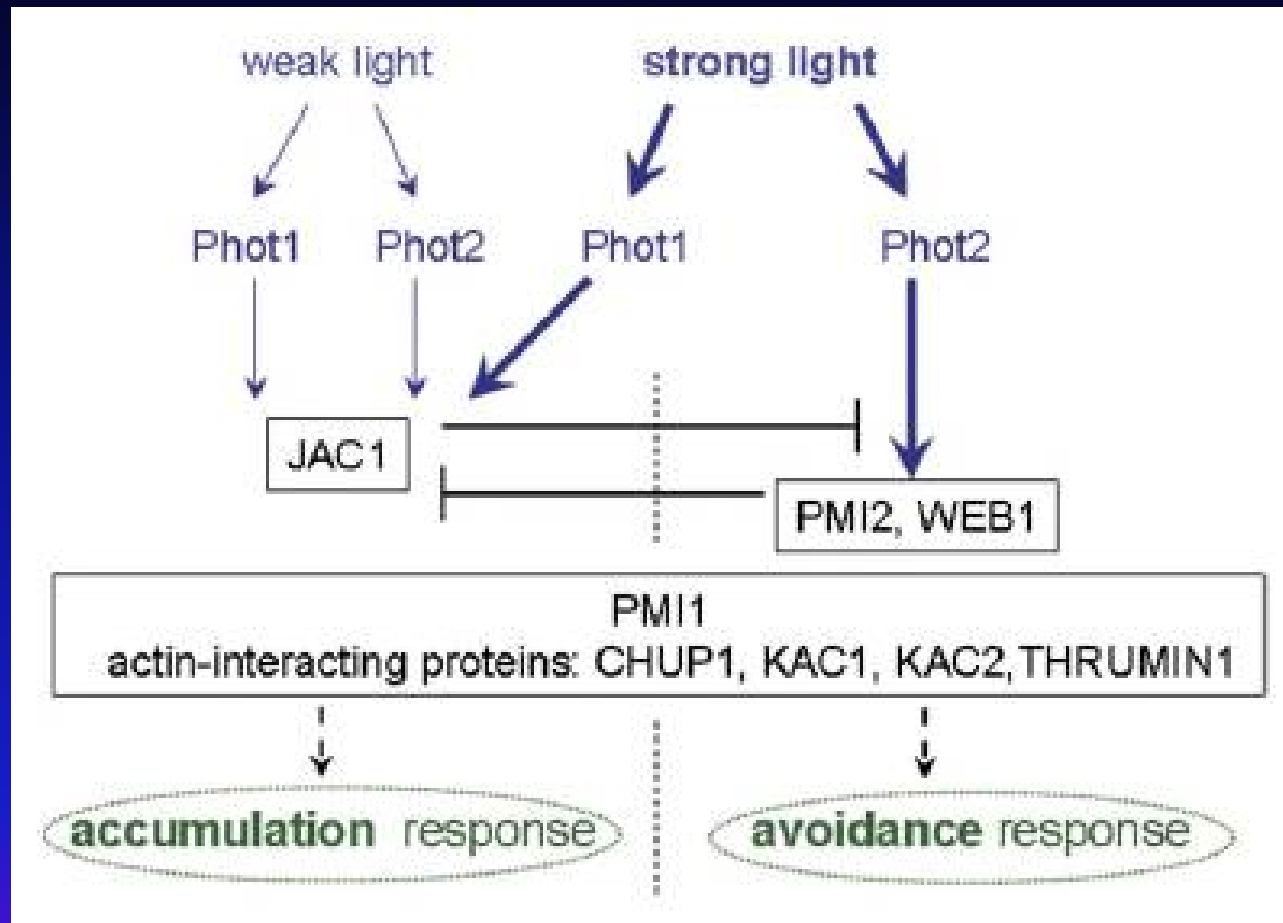 weak light
strong light
Phot1
Phot2
Phot1
Phot2
JAC1
PMI2, WEB1
PMI1
actin-interacting proteins: CHUP1, KAC1, KAC2,THRUMIN1
accumulation response
avoidance response